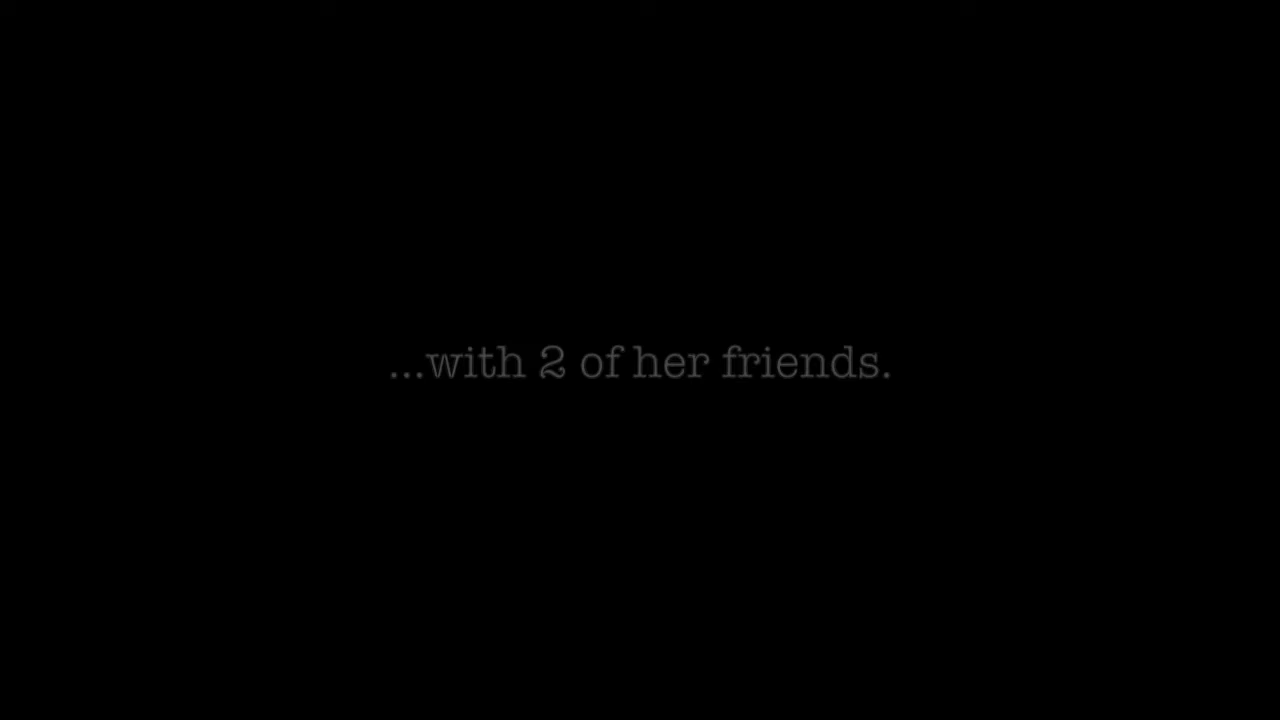 ...with 2 of her friends.